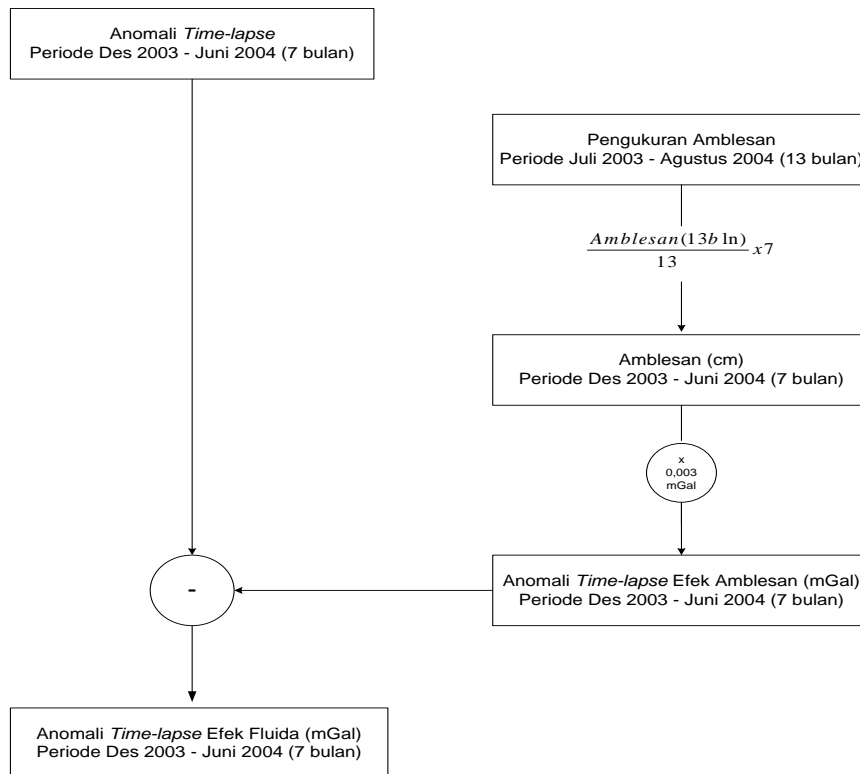 Anomali Time-lapse
Periode Des 2003 - Juni 2004 (7 bulan)
Pengukuran Amblesan
Periode Juli 2003 - Agustus 2004 (13 bulan)
Amblesan(13b ln)
13
x7
Amblesan (cm)
Periode Des 2003 - Juni 2004 (7 bulan)
x
0,003
mGal
Anomali Time-lapse Efek Amblesan (mGal)
Periode Des 2003 - Juni 2004 (7 bulan)
-
Anomali Time-lapse Efek Fluida (mGal)
Periode Des 2003 - Juni 2004 (7 bulan)